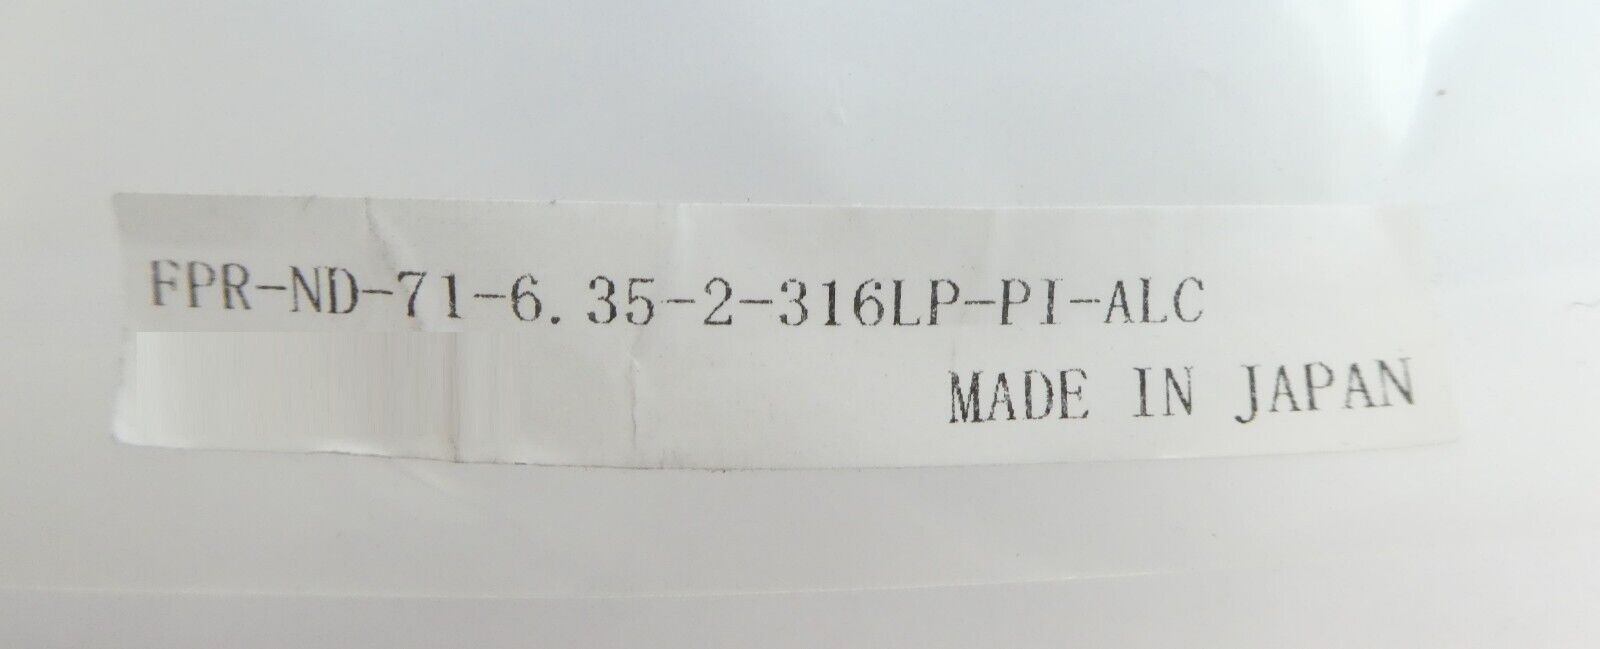 FPR-ND-71-6.35-2-316LP-PI-ALC
MADE IN JAPAN